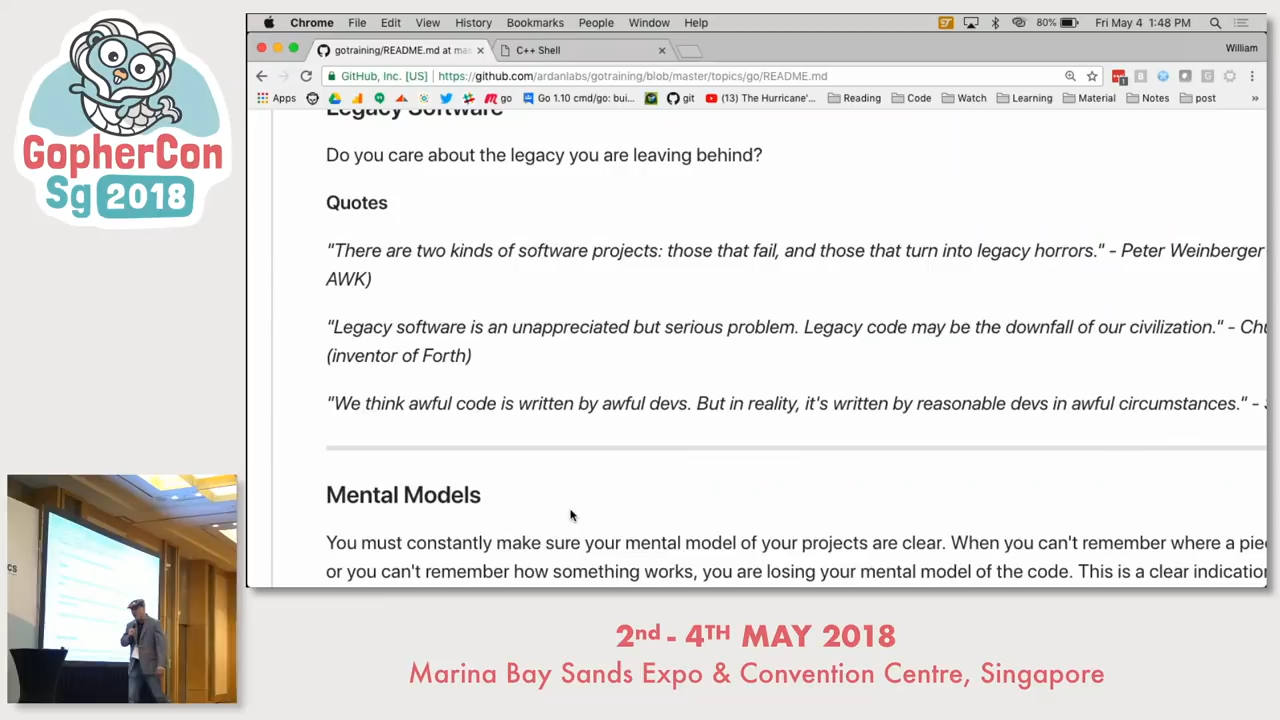 GopherCon
Sg 2018
Chrome File Edit View History Bookmarks People Window Help 80% Fri May 4 1:48 PM
gotraining/README.md at mas C++ Shell William
GitHub, Inc. [US] https://github.com/ardanlabs/gotraining/blob/master/topics/go/README.md
Apps go Go 1.10 cmd/go: bui... git (13) The Hurricane'... Reading Code Watch Learning Material Notes post »
Legacy Software
Do you care about the legacy you are leaving behind?
Quotes
"There are two kinds of software projects: those that fail, and those that turn into legacy horrors." - Peter Weinberger
AWK)
"Legacy software is an unappreciated but serious problem. Legacy code may be the downfall of our civilization." - Chu
(inventor of Forth)
"We think awful code is written by awful devs. But in reality, it's written by reasonable devs in awful circumstances." -
Mental Models
You must constantly make sure your mental model of your projects are clear. When you can't remember where a pie
or you can't remember how something works, you are losing your mental model of the code. This is a clear indication
2nd - 4TH MAY 2018
Marina Bay Sands Expo & Convention Centre, Singapore